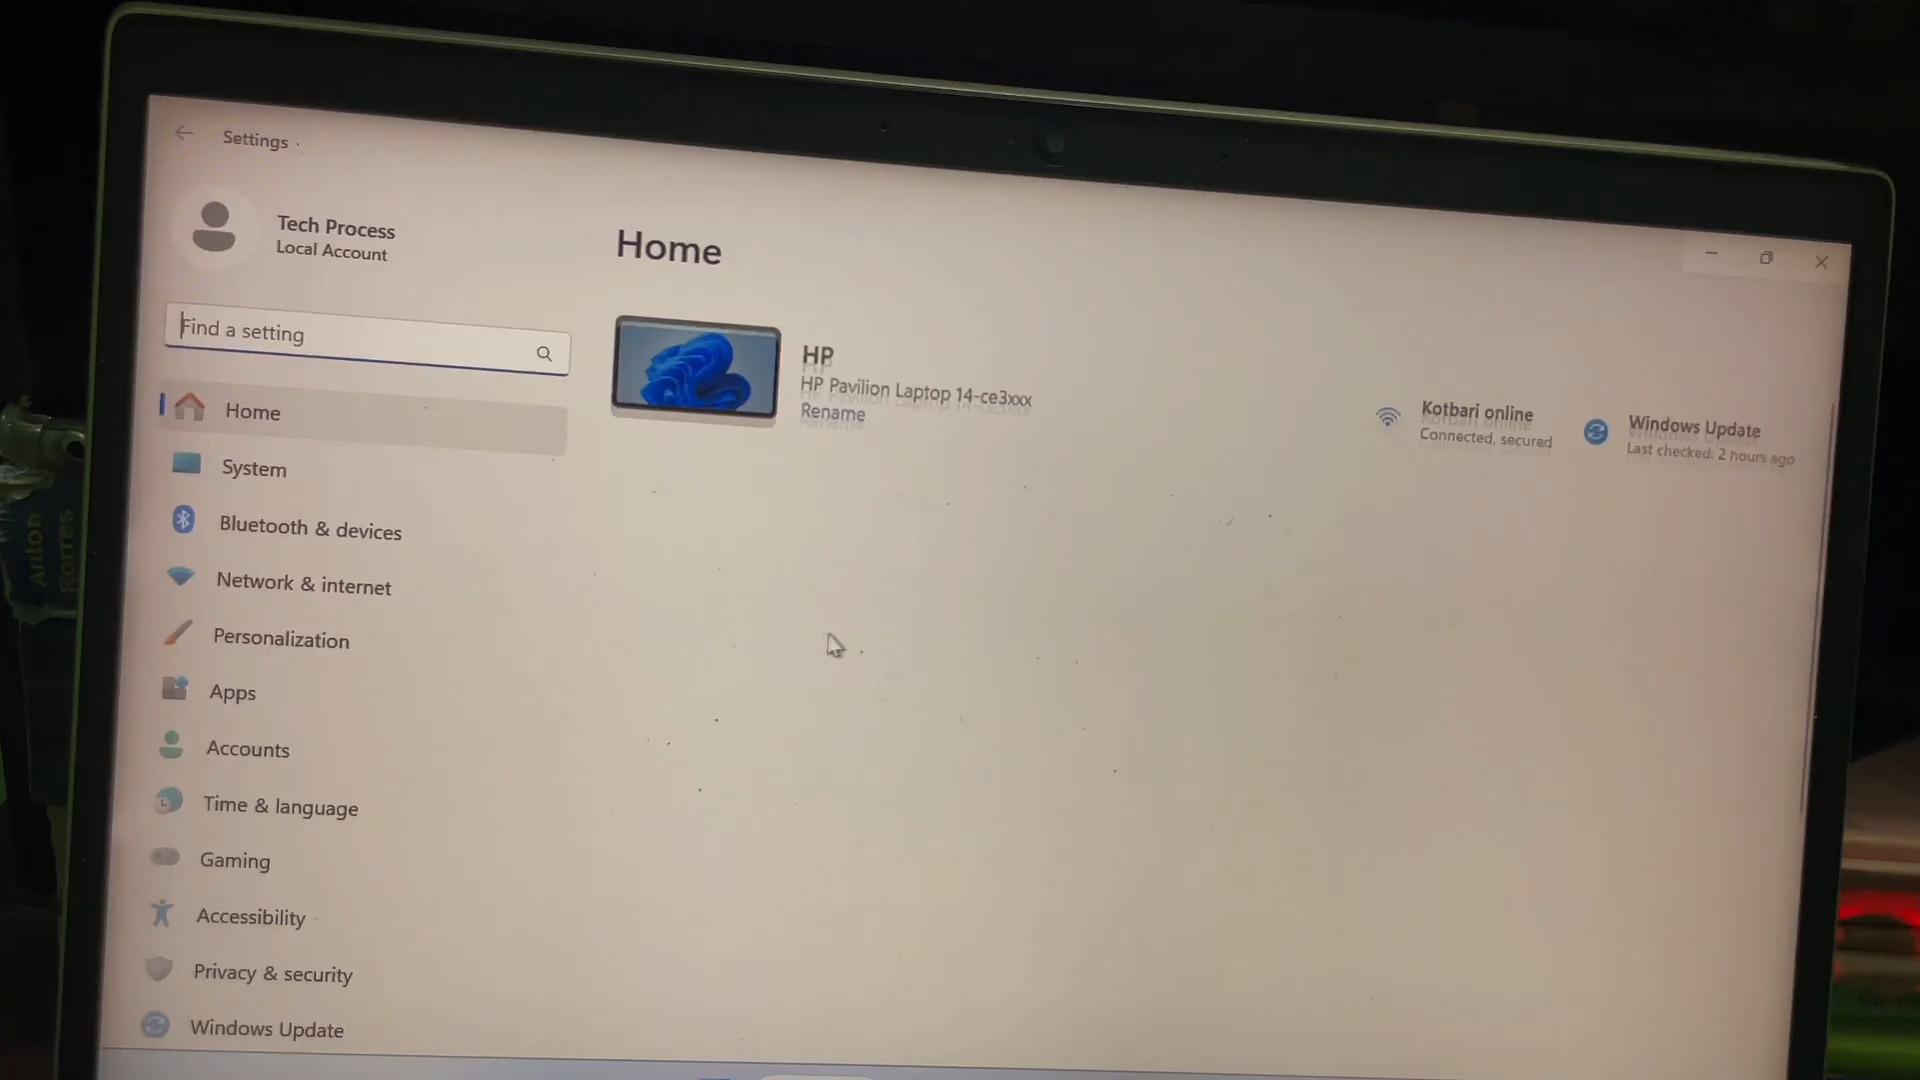 Settings
Tech Process
Local Account
Find a setting
Home
System
Bluetooth & devices
Network & internet
Personalization
Apps
Accounts
Time & language
Gaming
Accessibility
Privacy & security
Windows Update
Home
HP
HP Pavilion Laptop 14-ce3xxx
Rename
Kotbari online
Connected, secured
Windows Update
Last checked: 2 hours ago
Anton